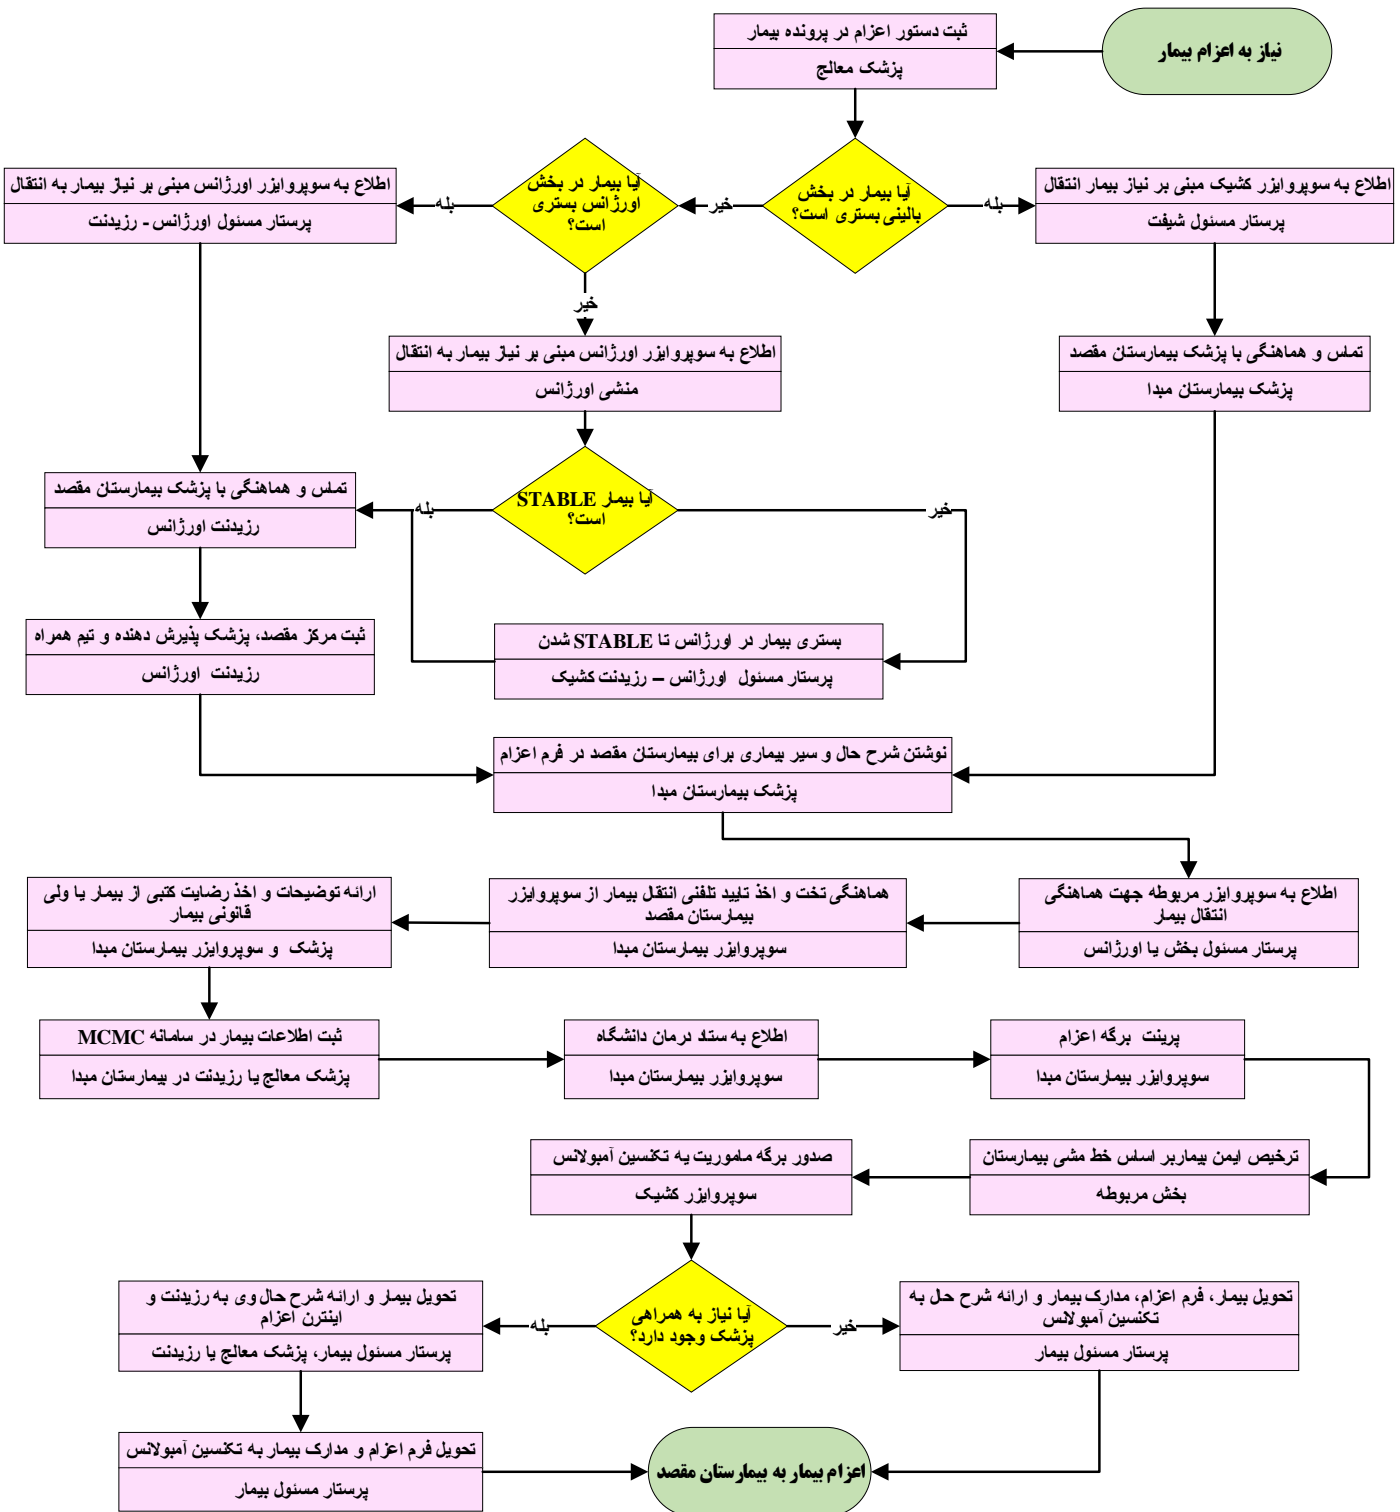 نیاز به اعزام بیمار
ثبت دستور اعزام در پرونده بیمار
پزشک معالج
آیا بیمار در بخش
بالینی بستری است؟
بله
خیر
اطلاع به سوپروایزر کشیک مبنی بر نیاز بیمار انتقال
پرستار مسئول شیفت
تماس و هماهنگی با پزشک بیمارستان مقصد
پزشک بیمارستان مبدا
آیا بیمار در بخش
اورژانس بستری
است؟
بله
خیر
اطلاع به سوپروایزر اورژانس مبنی بر نیاز بیمار به انتقال
پرستار مسئول اورژانس - رزیدنت
اطلاع به سوپروایزر اورژانس مبنی بر نیاز بیمار به انتقال
منشی اورژانس
آیا بیمار STABLE
است؟
بله
خیر
تماس و هماهنگی با پزشک بیمارستان مقصد
رزیدنت اورژانس
بستری بیمار در اورژانس تا STABLE شدن
پرستار مسئول اورژانس – رزیدنت کشیک
ثبت مرکز مقصد، پزشک پذیرش دهنده و تیم همراه
رزیدنت اورژانس
نوشتن شرح حال و سیر بیماری برای بیمارستان مقصد در فرم اعزام
پزشک بیمارستان مبدا
اطلاع به سوپروایزر مربوطه جهت هماهنگی
انتقال بیمار
پرستار مسئول بخش یا اورژانس
هماهنگی تخت و اخذ تایید تلفنی انتقال بیمار از سوپروایزر
بیمارستان مقصد
سوپروایزر بیمارستان مبدا
ارائه توضیحات و اخذ رضایت کتبی از بیمار یا ولی
قانونی بیمار
پزشک و سوپروایزر بیمارستان مبدا
ثبت اطلاعات بیمار در سامانه MCMC
پزشک معالج یا رزیدنت در بیمارستان مبدا
اطلاع به ستاد درمان دانشگاه
سوپروایزر بیمارستان مبدا
پرینت برگه اعزام
سوپروایزر بیمارستان مبدا
ترخیص ایمن بیماربر اساس خط مشی بیمارستان
بخش مربوطه
صدور برگه ماموریت یه تکنسین آمبولانس
سوپروایزر کشیک
آیا نیاز به همراهی
پزشک وجود دارد؟
خیر
بله
تحویل بیمار، فرم اعزام، مدارک بیمار و ارائه شرح حال به
تکنسین آمبولانس
پرستار مسئول بیمار
تحویل بیمار و ارائه شرح حال وی به رزیدنت و
اینترن اعزام
پرستار مسئول بیمار، پزشک معالج یا رزیدنت
تحویل فرم اعزام و مدارک بیمار به تکنسین آمبولانس
پرستار مسئول بیمار
اعزام بیمار به بیمارستان مقصد